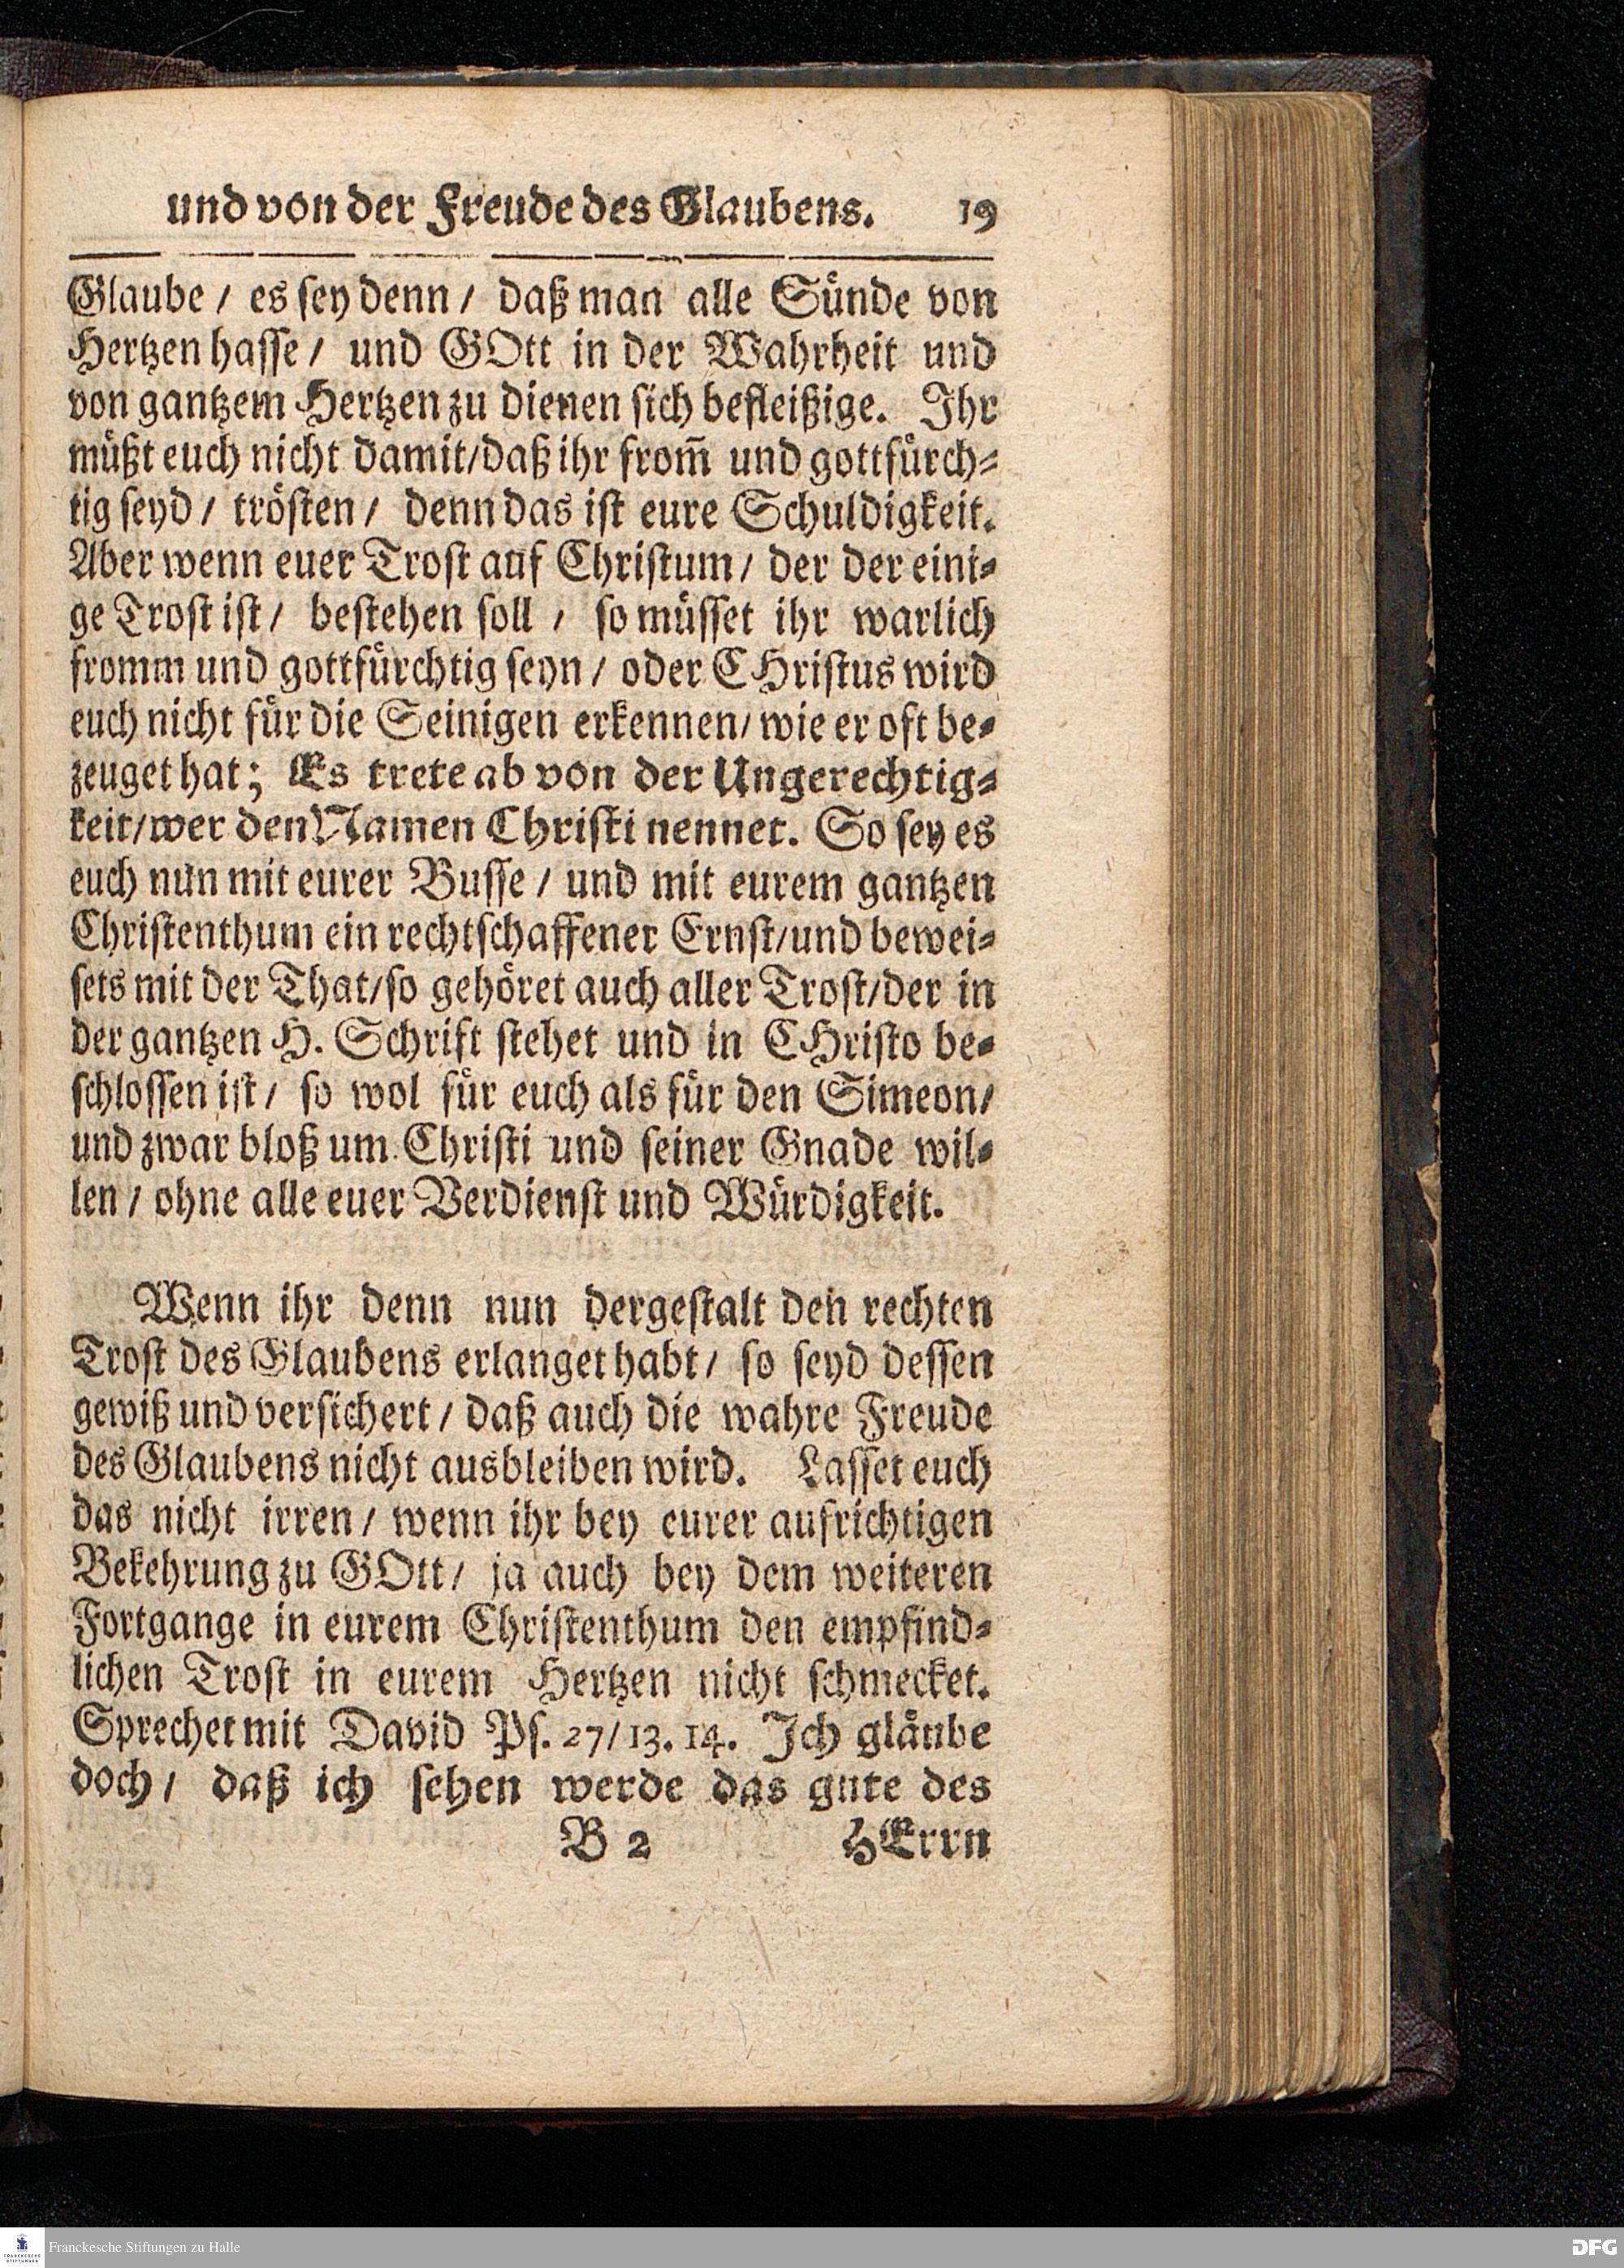 und von der Freude des Glaubens. 19
Glaube / es sey denn / daß man alle Sünde von
Hertzen hasse / und GOtt in der Wahrheit und
von gantzem Hertzen zu dienen sich befleißige. Ihr
müßt euch nicht damit/daß ihr from̄ und gottfürch-
tig seyd / trösten / denn das ist eure Schuldigkeit.
Aber wenn euer Trost auf Christum / der der eini-
ge Trost ist / bestehen soll / so müsset ihr warlich
fromm und gottfürchtig seyn / oder CHristus wird
euch nicht für die Seinigen erkennen/ wie er oft be-
zeuget hat; Es trete ab von der Ungerechtig-
keit/wer den Namen Christi nennet. So sey es
euch nun mit eurer Busse / und mit eurem gantzen
Christenthum ein rechtschaffener Ernst/und bewei-
sets mit der That/so gehöret auch aller Trost/der in
der gantzen H. Schrift stehet und in CHristo be-
schlossen ist / so wol für euch als für den Simeon/
und zwar bloß um Christi und seiner Gnade wil-
len / ohne alle euer Verdienst und Würdigkeit.
Wenn ihr denn nun dergestalt den rechten
Trost des Glaubens erlanget habt / so seyd dessen
gewiß und versichert / daß auch die wahre Freude
des Glaubens nicht ausbleiben wird. Lasset euch
das nicht irren / wenn ihr bey eurer aufrichtigen
Bekehrung zu GOtt / ja auch bey dem weiteren
Fortgange in eurem Christenthum den empfind-
lichen Trost in eurem Hertzen nicht schmecket.
Sprechet mit David Ps. 27/13. 14. Ich gläube
doch / daß ich sehen werde das gute des
B 2 HErrn
FRANCKESCHE STIFTUNGEN
Franckesche Stiftungen zu Halle
DFG